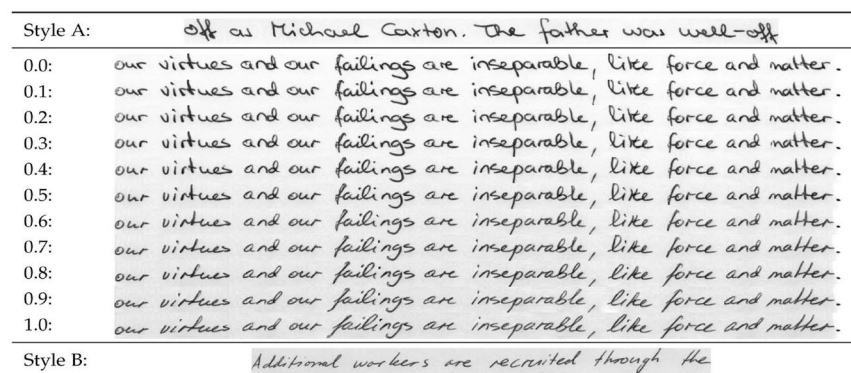 Style A: off as Michael Caxton. The father was well-off
0.0: our virtues and our failings are inseparable, like force and matter.
0.1: our virtues and our failings are inseparable, like force and matter.
0.2: our virtues and our failings are inseparable, like force and matter.
0.3: our virtues and our failings are inseparable, like force and matter.
0.4: our virtues and our failings are inseparable, like force and matter.
0.5: our virtues and our failings are inseparable, like force and matter.
0.6: our virtues and our failings are inseparable, like force and matter.
0.7: our virtues and our failings are inseparable, like force and matter.
0.8: our virtues and our failings are inseparable, like force and matter.
0.9: our virtues and our failings are inseparable, like force and matter.
1.0: our virtues and our failings are inseparable, like force and matter.
Style B: Additional workers are recruited through the